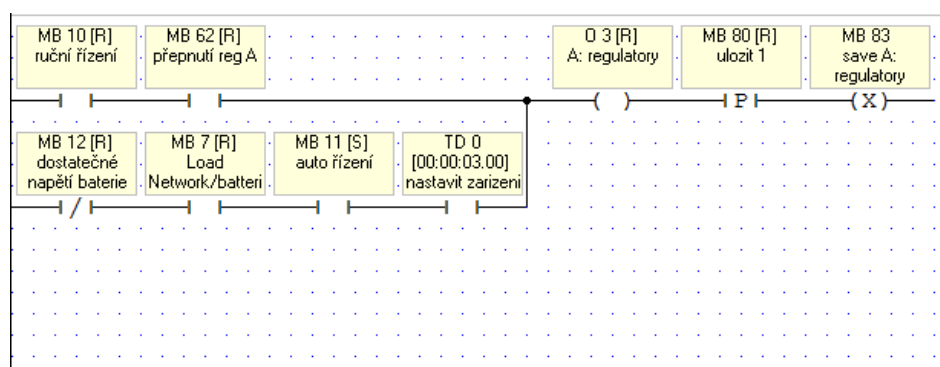 MB 10 [R]
ruční řízení
MB 62 [R]
přepnutí reg A
O 3 [R]
A: regulatory
MB 80 [R]
ulozit 1
MB 83
save A:
regulatory
P
(X)
MB 12 [R]
dostatečné
napětí baterie
MB 7 [R]
Load
Network/batteri
MB 11 [S]
auto řízení
TD 0
[00:00:03.00]
nastavit zarizeni